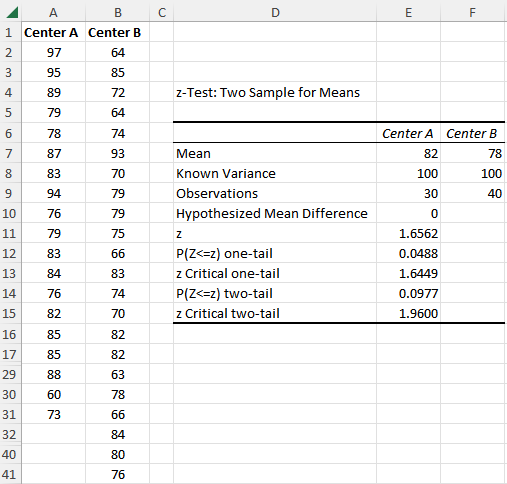 A B C D E F
1 Center A Center B
2 97 64
3 95 85
4 89 72 z-Test: Two Sample for Means
5 79 64
6 78 74 Center A Center B
7 87 93 Mean 82 78
8 83 70 Known Variance 100 100
9 94 79 Observations 30 40
10 76 79 Hypothesized Mean Difference 0
11 79 75 z 1.6562
12 83 66 P(Z<=z) one-tail 0.0488
13 84 83 z Critical one-tail 1.6449
14 76 74 P(Z<=z) two-tail 0.0977
15 82 70 z Critical two-tail 1.9600
16 85 82
17 85 82
29 88 63
30 60 78
31 73 66
32 84
40 80
41 76